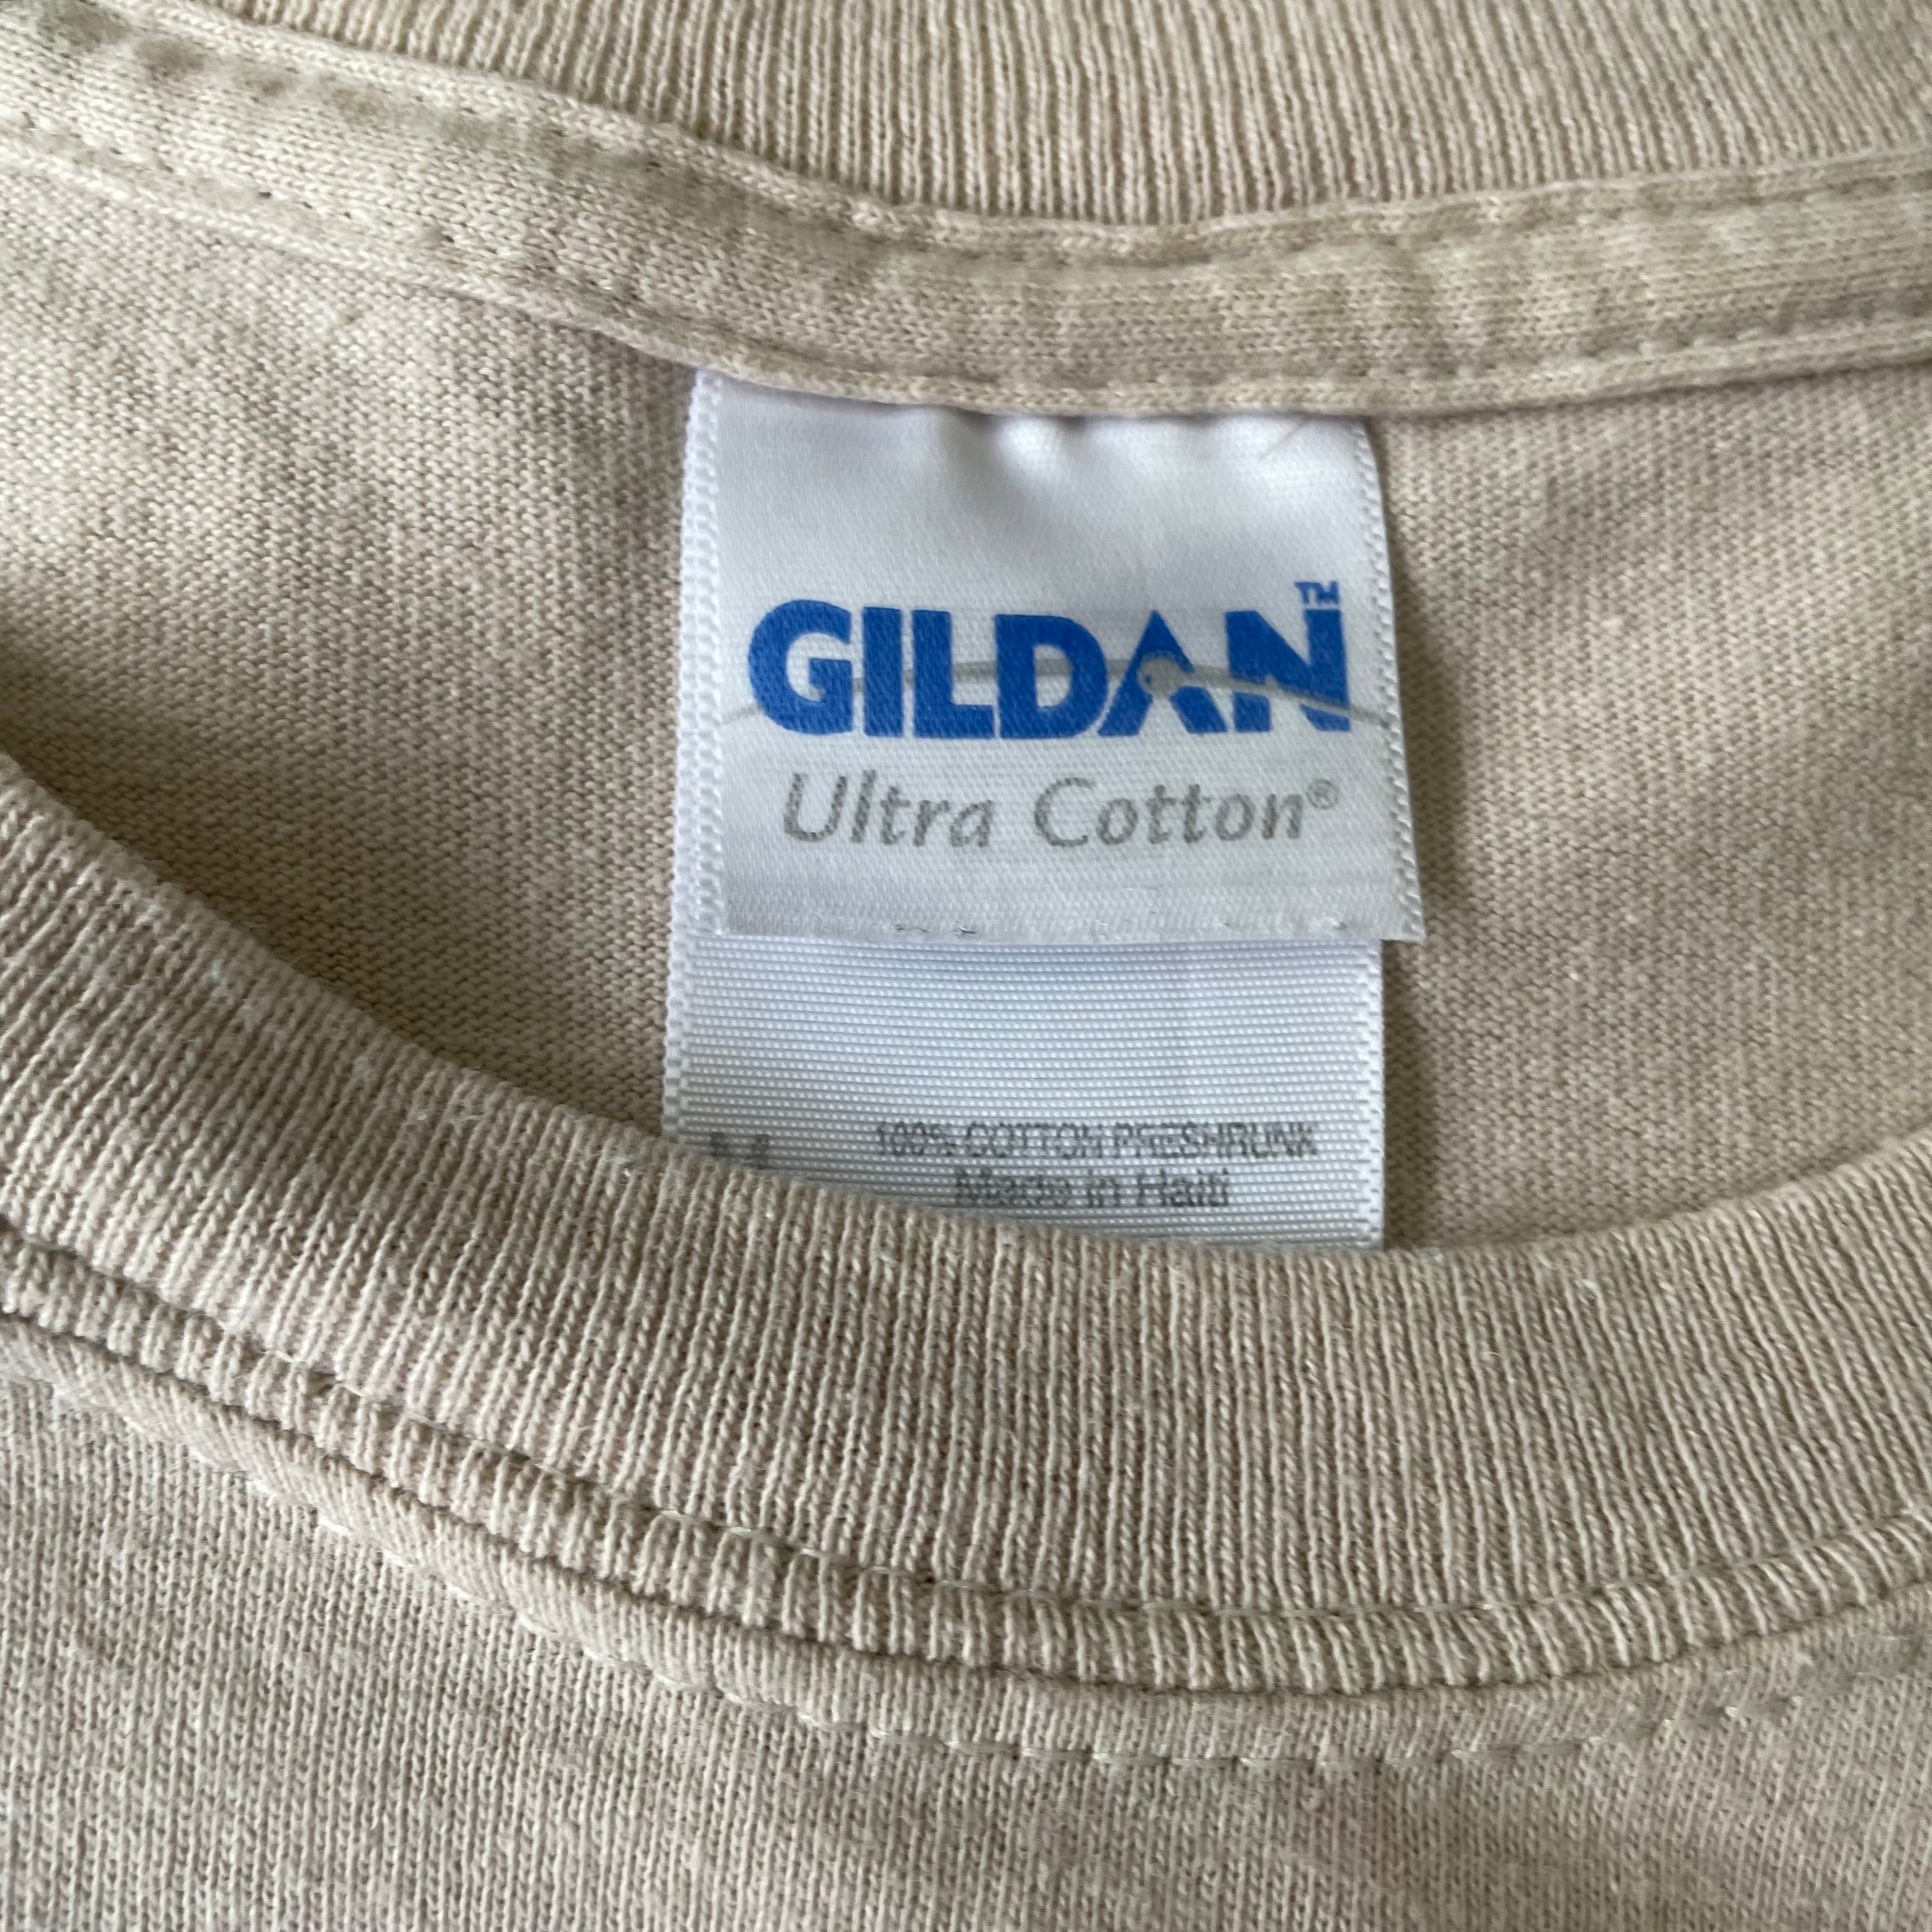 GILDAN™
Ultra Cotton®
100% COTTON PRESHRUNK
Made in Haiti